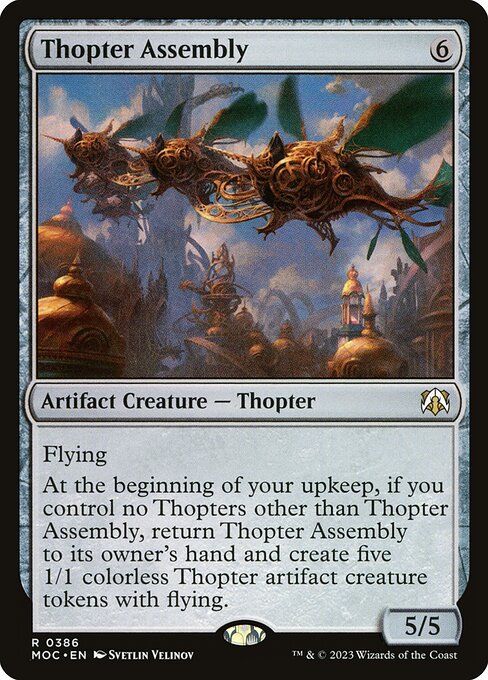 Thopter Assembly 6
Artifact Creature — Thopter
Flying
At the beginning of your upkeep, if you
control no Thopters other than Thopter
Assembly, return Thopter Assembly
to its owner's hand and create five
1/1 colorless Thopter artifact creature
tokens with flying.
5/5
R 0386
MOC • EN Svetlin Velinov
™ & © 2023 Wizards of the Coast